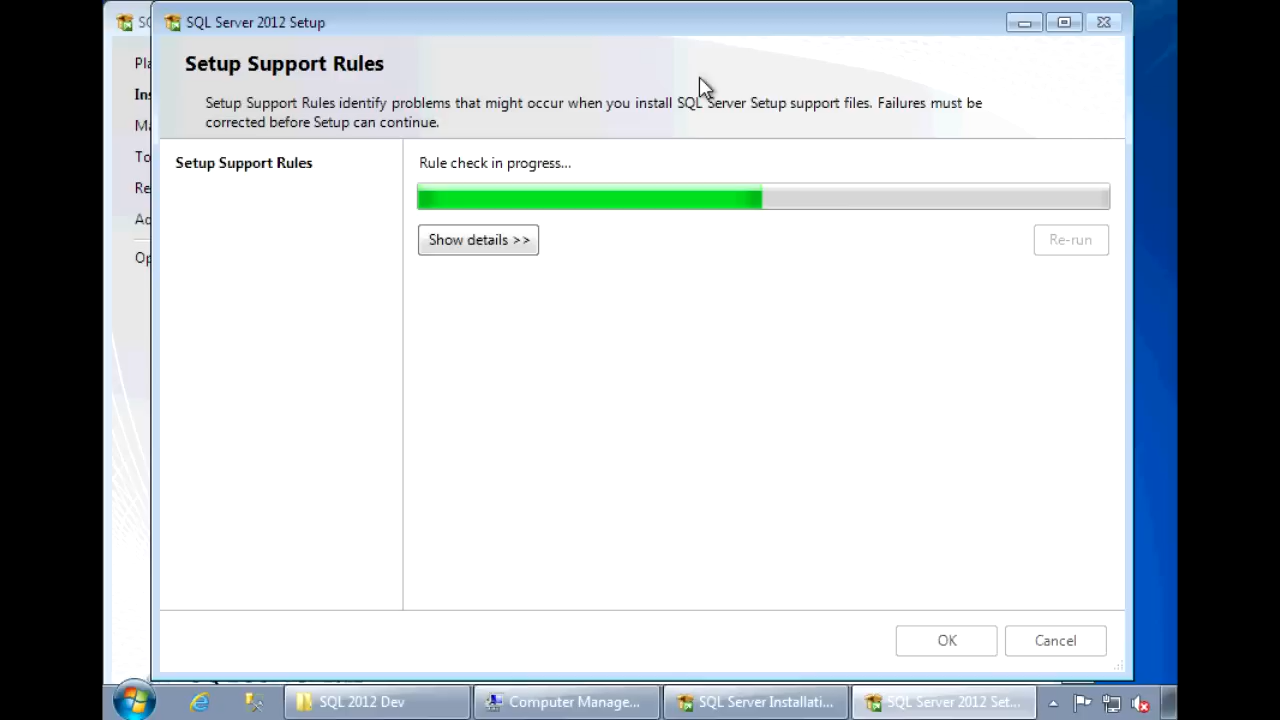 SQL Server 2012 Setup
Setup Support Rules
Setup Support Rules identify problems that might occur when you install SQL Server Setup support files. Failures must be
corrected before Setup can continue.
Setup Support Rules
Rule check in progress...
Show details >>
Re-run
OK
Cancel
SQL 2012 Dev
Computer Manage...
SQL Server Installati...
SQL Server 2012 Set...